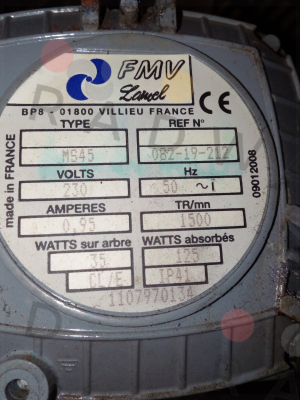 FMV
Lamel
BP8 - 01800 VILLIEU FRANCE
CE
TYPE
REF N°
MS45
082-19-212
VOLTS
Hz
230
50 ~ 1
AMPERES
TR/mn
0,95
1500
WATTS sur arbre
WATTS absorbés
35
125
CL/E
IP41
1107970134
made in FRANCE
09012008